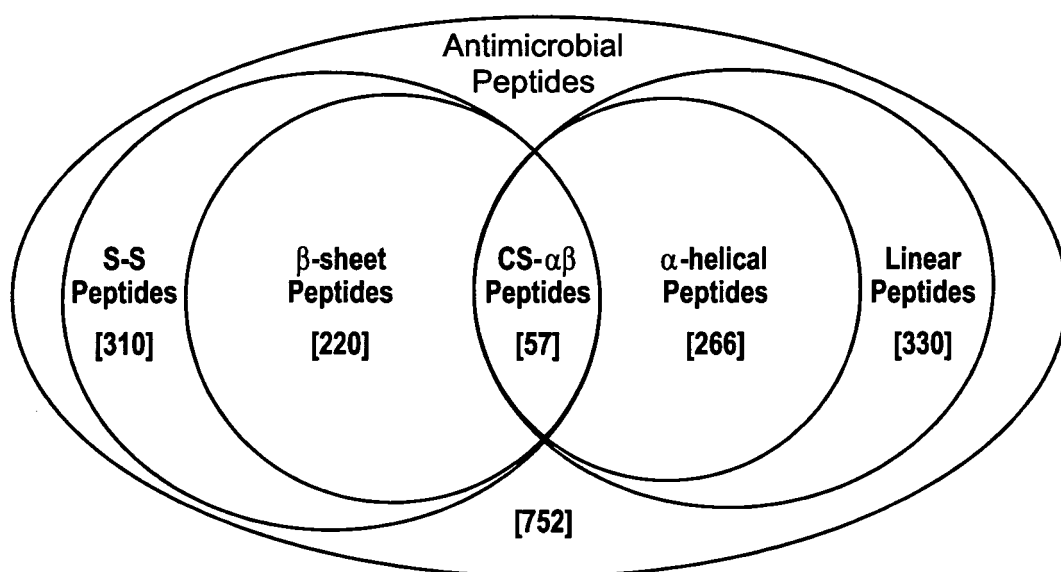 Antimicrobial
Peptides
S-S
Peptides
[310]
β-sheet
Peptides
[220]
CS-αβ
Peptides
[57]
α-helical
Peptides
[266]
Linear
Peptides
[330]
[752]